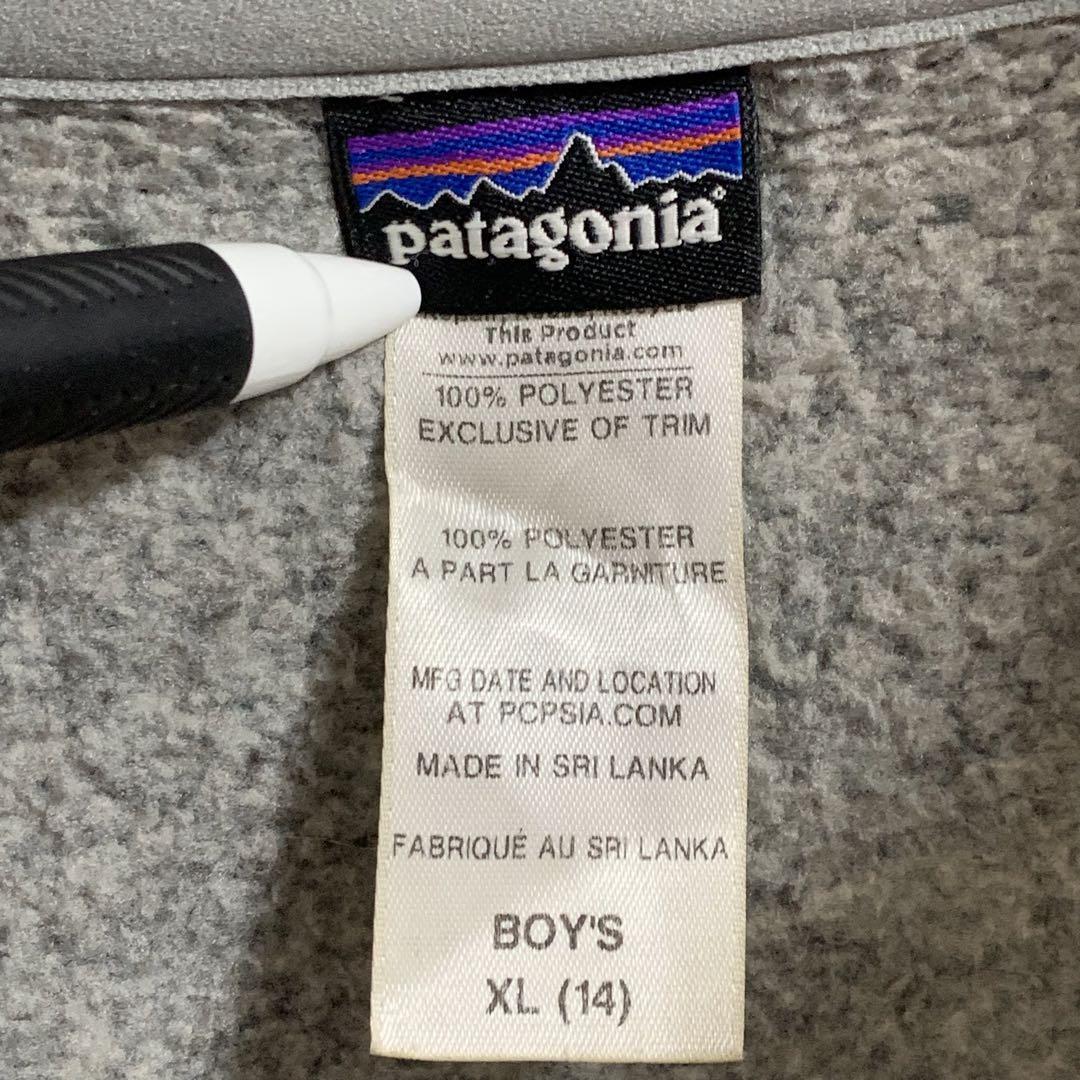 patagonia®
This Product
www.patagonia.com
100% POLYESTER
EXCLUSIVE OF TRIM
100% POLYESTER
A PART LA GARNITURE
MFG DATE AND LOCATION
AT PCPSIA.COM
MADE IN SRI LANKA
FABRIQUÉ AU SRI LANKA
BOY'S
XL (14)